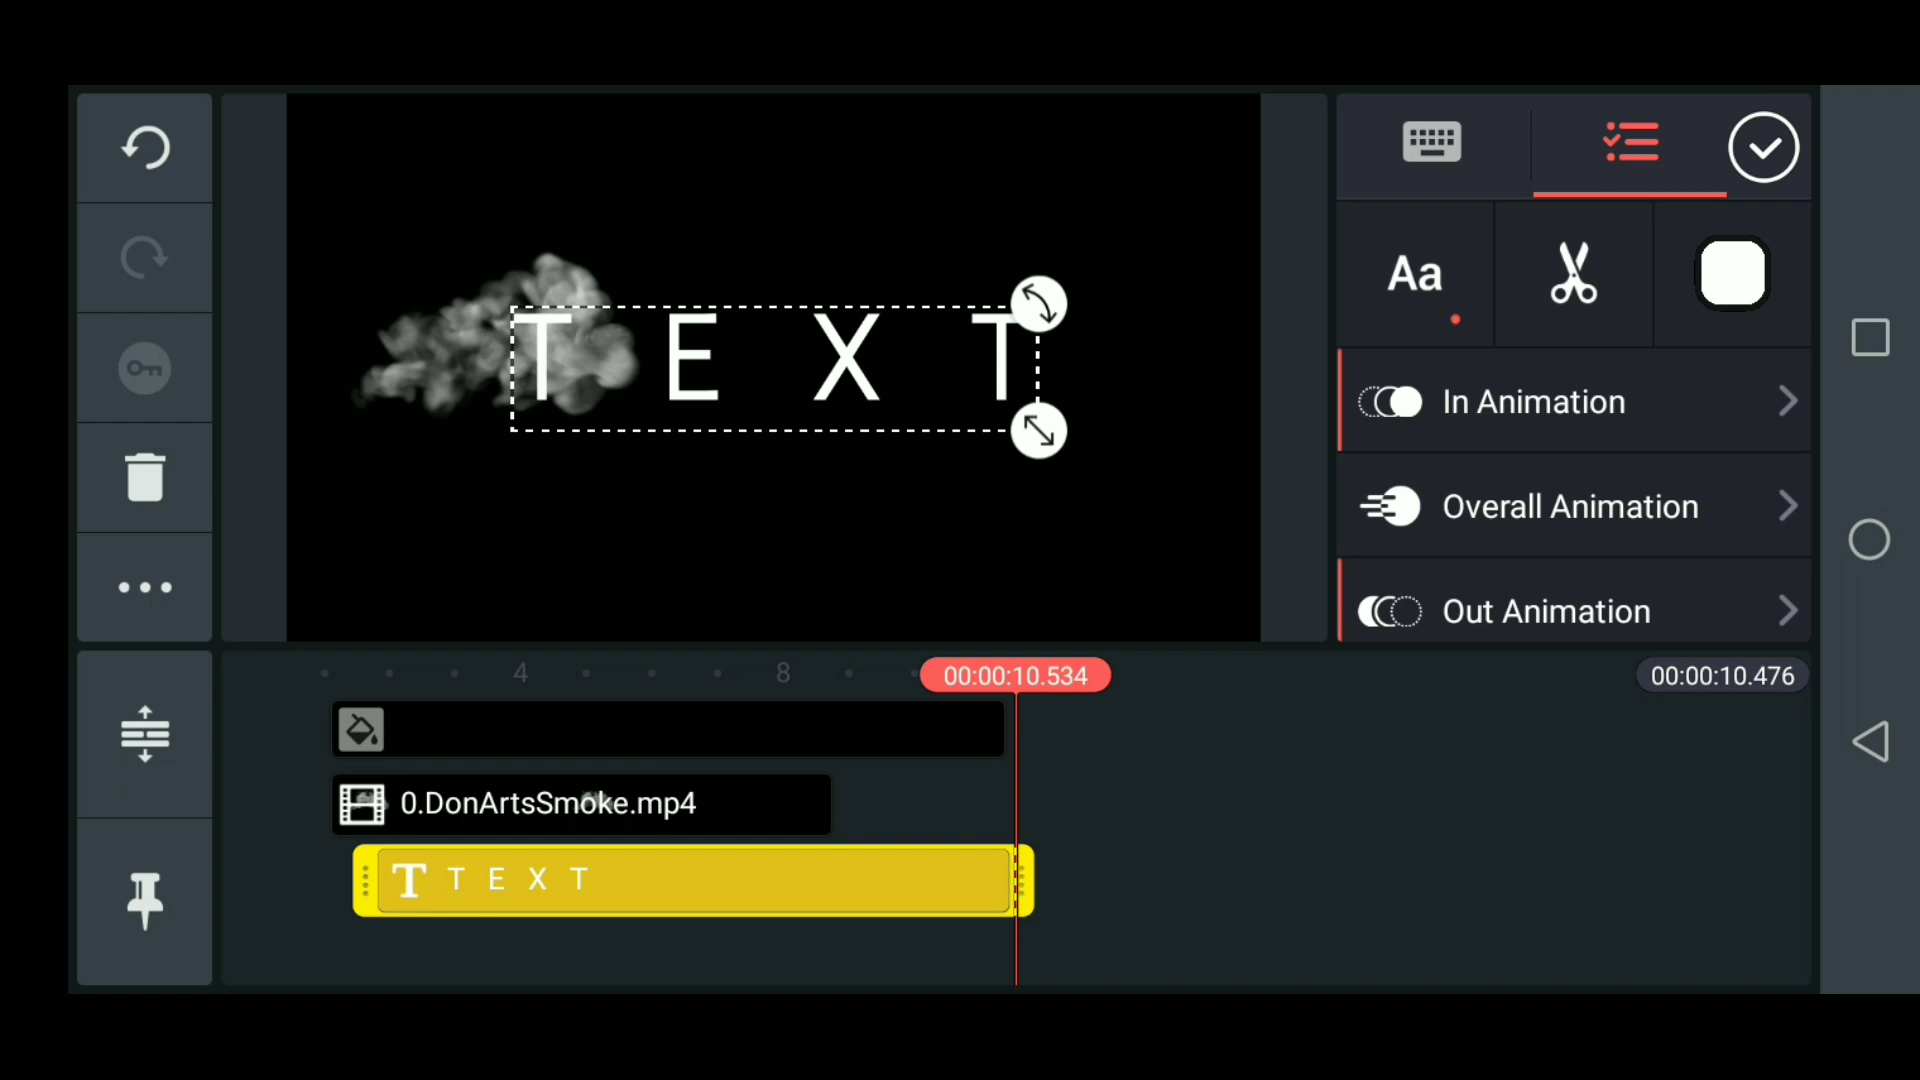 T E X T
Aa
In Animation
Overall Animation
Out Animation
4
8
00:00:10.534
00:00:10.476
0.DonArtsSmoke.mp4
T T E X T